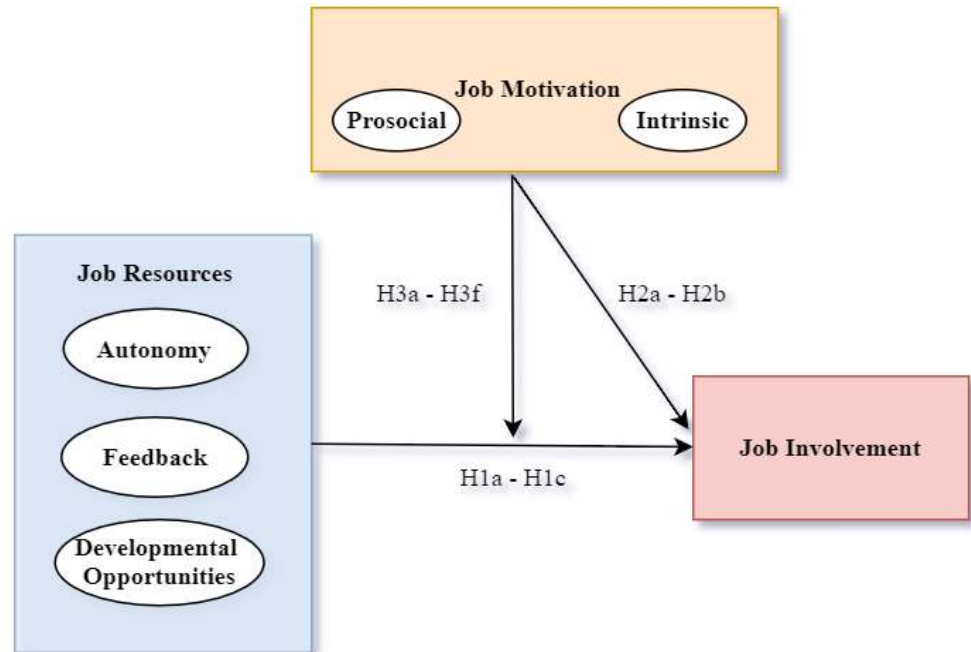 Job Motivation
Prosocial
Intrinsic
Job Resources
Autonomy
Feedback
Developmental
Opportunities
H3a - H3f
H2a - H2b
H1a - H1c
Job Involvement